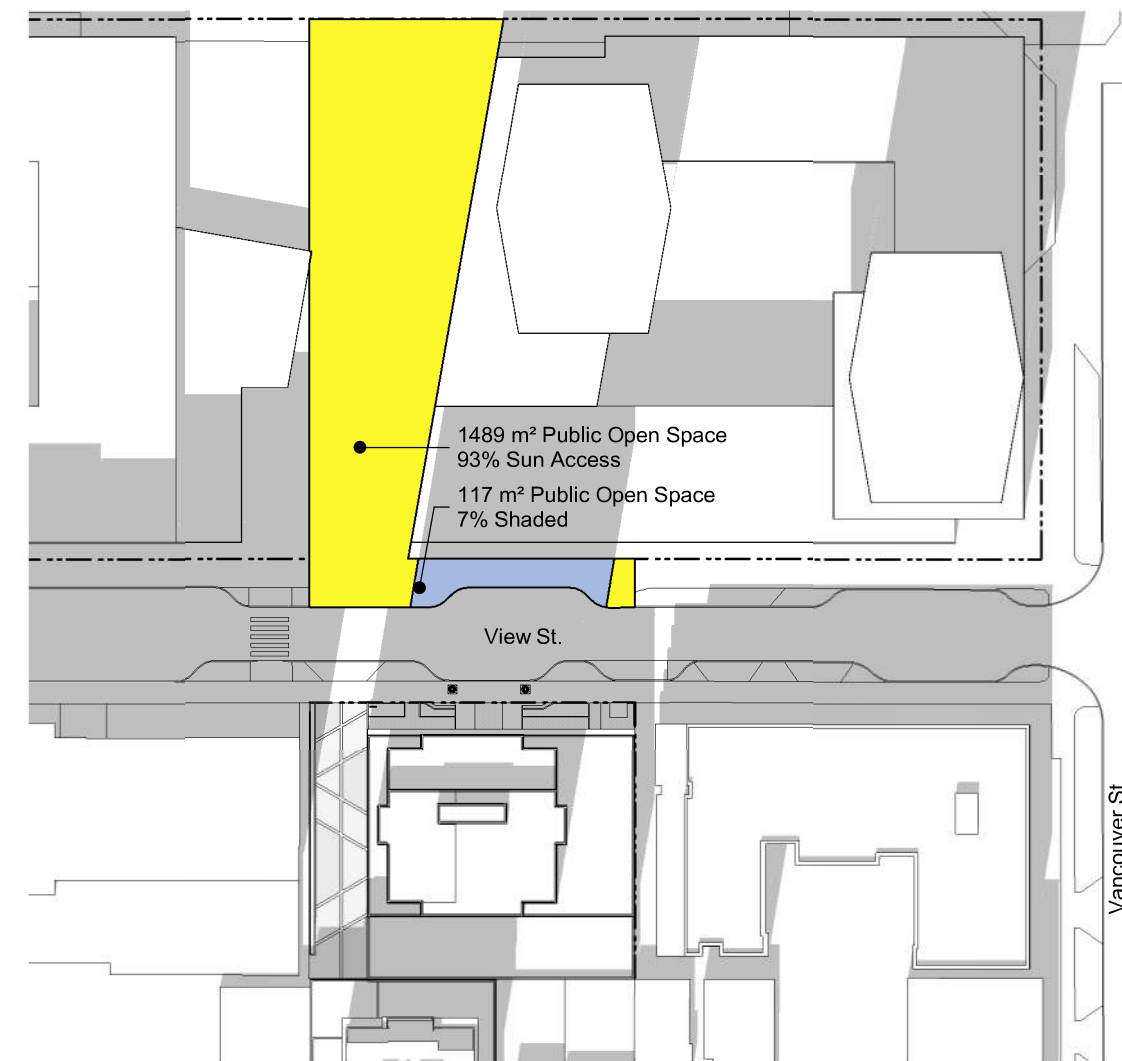 1489 m² Public Open Space
93% Sun Access
117 m² Public Open Space
7% Shaded
View St.
Vancouver St